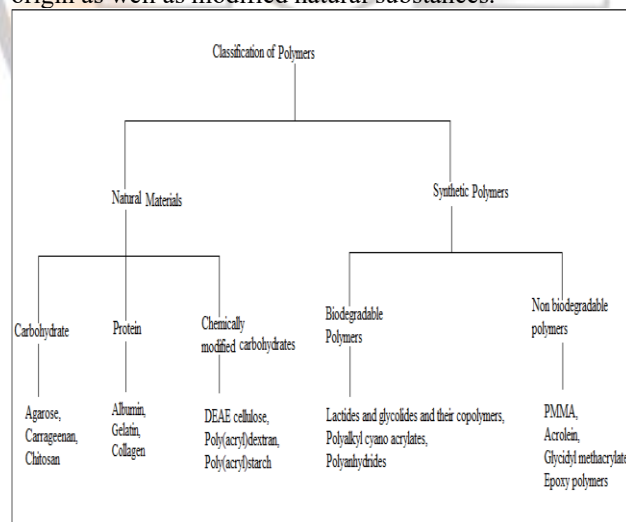 origin as well as modified natural substances.
Classification of Polymers
Natural Materials
Synthetic Polymers
Carbohydrate
Protein
Chemically
modified carbohydrates
Biodegradable
Polymers
Non biodegradable
polymers
Agarose,
Carrageenan,
Chitosan
Albumin,
Gelatin,
Collagen
DEAE cellulose,
Poly(acryl)dextran,
Poly(acryl)starch
Lactides and glycolides and their copolymers,
Polyalkyl cyano acrylates,
Polyanhydrides
PMMA,
Acrolein,
Glycidyl methacrylate
Epoxy polymers